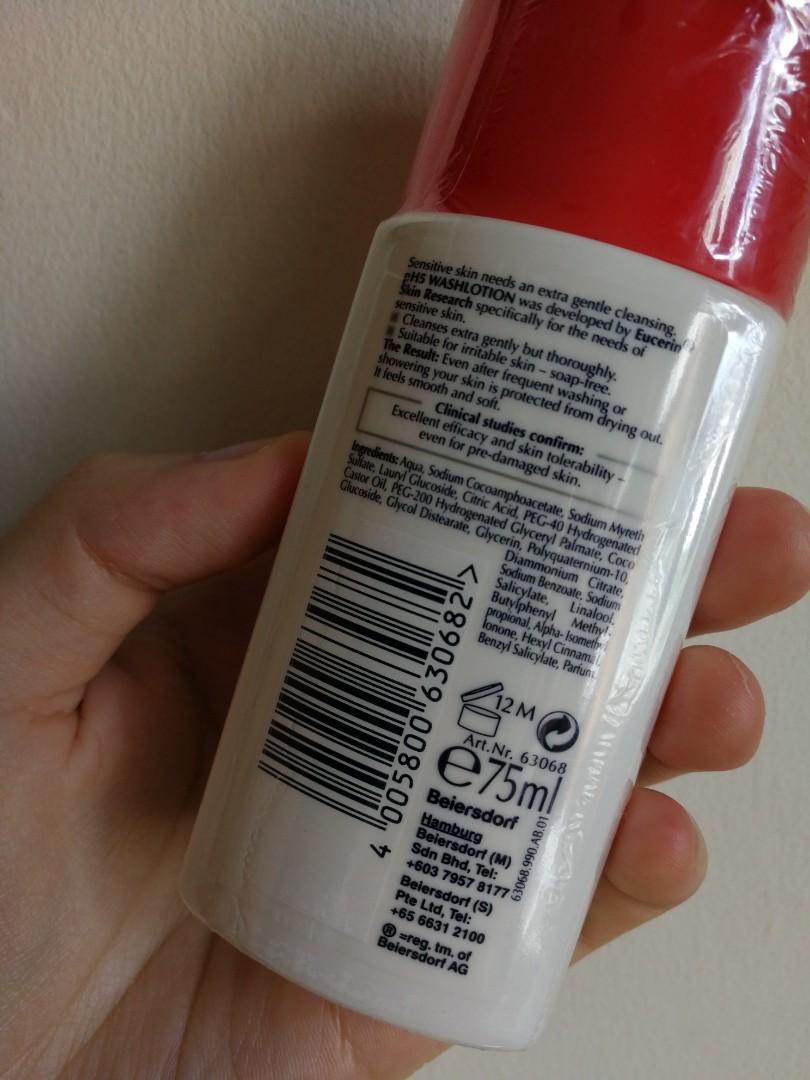 Sensitive skin needs an extra gentle cleansing.
pH5 WASHLOTION was developed by Eucerin®
Skin Research specifically for the needs of
sensitive skin.
Cleanses extra gently but thoroughly.
Suitable for irritable skin – soap-free.
The Result: Even after frequent washing or
showering your skin is protected from drying out.
It feels smooth and soft.
Clinical studies confirm:
Excellent efficacy and skin tolerability –
even for pre-damaged skin.
Ingredients: Aqua, Sodium Cocoamphoacetate, Sodium Myreth
Sulfate, Lauryl Glucoside, Citric Acid, PEG-40 Hydrogenated
Castor Oil, PEG-200 Hydrogenated Glyceryl Palmate, Coco
Glucoside, Glycol Distearate, Glycerin, Polyquaternium-10,
Diammonium Citrate,
Sodium Benzoate, Sodium
Salicylate, Linalool,
Butylphenyl Methyl-
propional, Alpha-Isomethyl
Ionone, Hexyl Cinnamal,
Benzyl Salicylate, Parfum
4 005800 630682 >
12 M
Art.Nr. 63068
e 75ml
Beiersdorf
Hamburg
Beiersdorf (M)
Sdn Bhd, Tel:
+603 7957 8177
Beiersdorf (S)
Pte Ltd, Tel:
+65 6631 2100
® =reg. tm. of
Beiersdorf AG
63068.990.AB.01